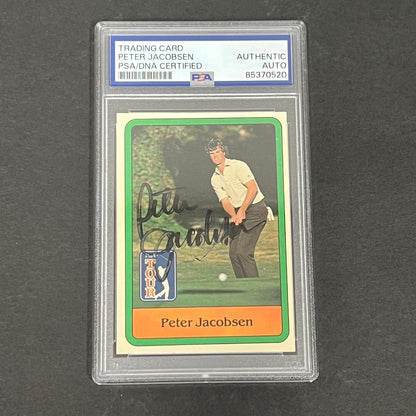 TRADING CARD
PETER JACOBSEN
PSA/DNA CERTIFIED
AUTHENTIC
AUTO
85370520
PSA
Peter
Jacobsen
TOUR
Peter Jacobsen